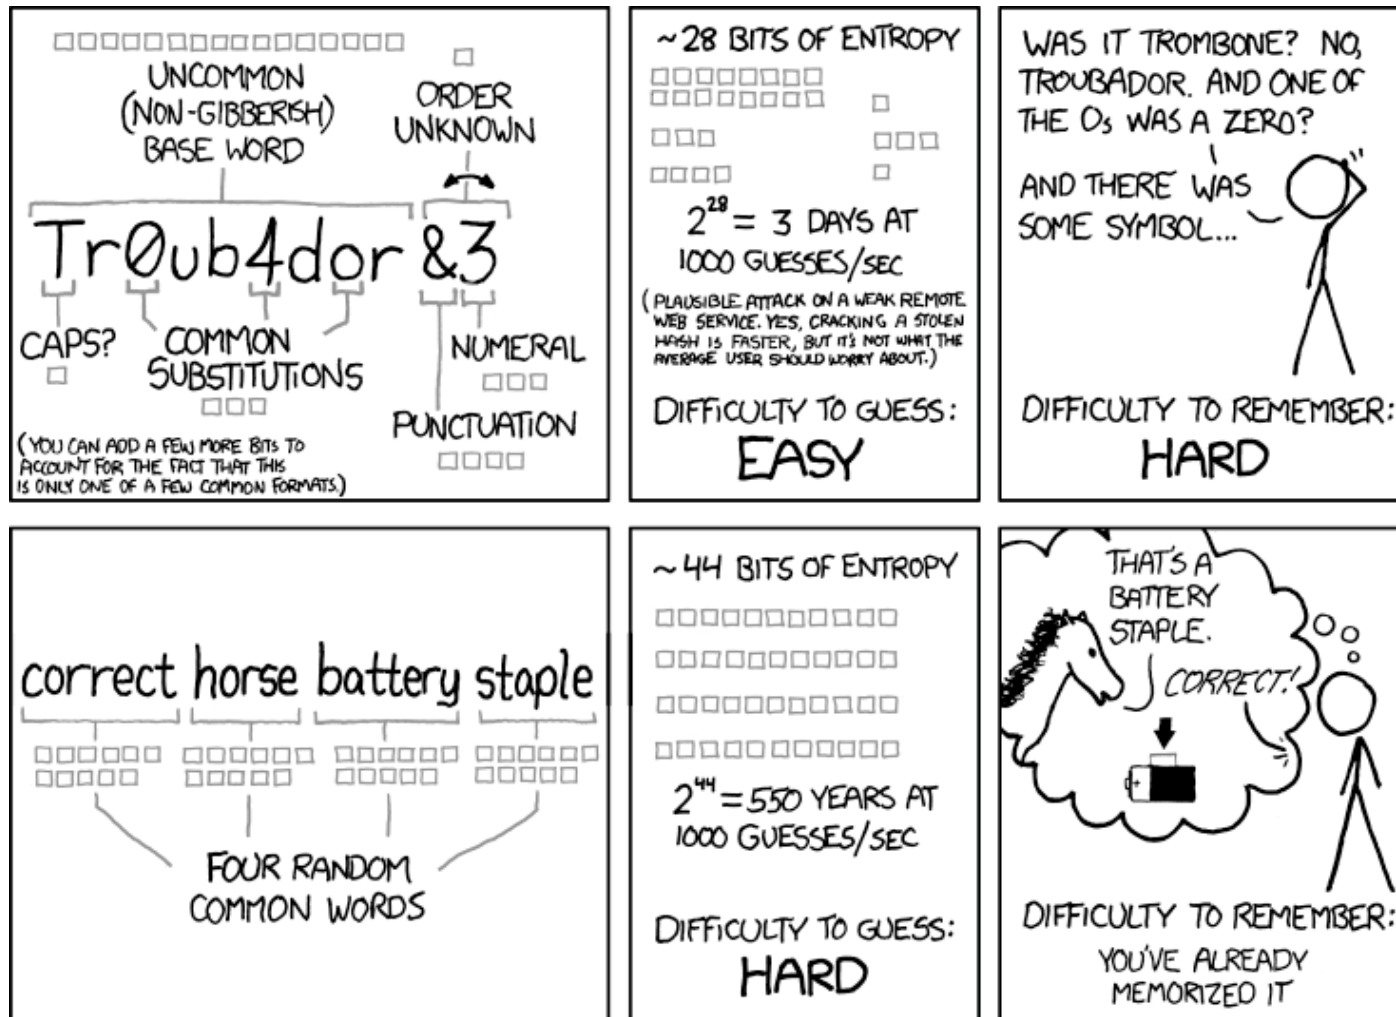 UNCOMMON
(NON-GIBBERISH)
BASE WORD
ORDER
UNKNOWN
Tr0ub4dor &3
CAPS?
COMMON
SUBSTITUTIONS
NUMERAL
PUNCTUATION
(YOU CAN ADD A FEW MORE BITS TO
ACCOUNT FOR THE FACT THAT THIS
IS ONLY ONE OF A FEW COMMON FORMATS.)
~28 BITS OF ENTROPY
2^28 = 3 DAYS AT
1000 GUESSES/SEC
(PLAUSIBLE ATTACK ON A WEAK REMOTE
WEB SERVICE. YES, CRACKING A STOLEN
HASH IS FASTER, BUT IT'S NOT WHAT THE
AVERAGE USER SHOULD WORRY ABOUT.)
DIFFICULTY TO GUESS:
EASY
WAS IT TROMBONE? NO,
TROUBADOR. AND ONE OF
THE Os WAS A ZERO?
AND THERE WAS
SOME SYMBOL...
DIFFICULTY TO REMEMBER:
HARD
correct horse battery staple
FOUR RANDOM
COMMON WORDS
~44 BITS OF ENTROPY
2^44 = 550 YEARS AT
1000 GUESSES/SEC
DIFFICULTY TO GUESS:
HARD
THAT'S A
BATTERY
STAPLE.
CORRECT!
DIFFICULTY TO REMEMBER:
YOU'VE ALREADY
MEMORIZED IT